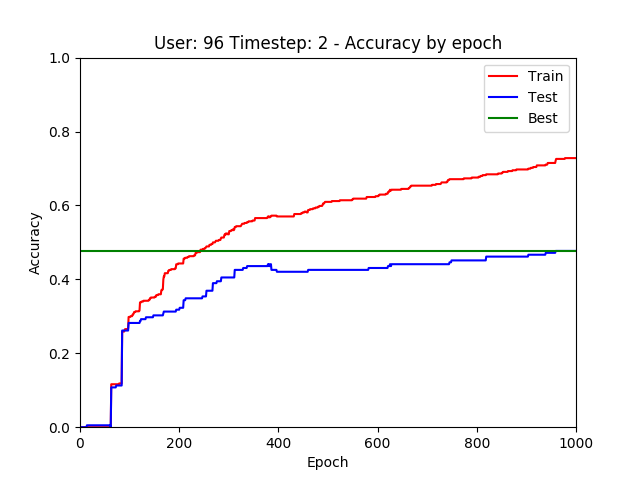 User: 96 Timestep: 2 - Accuracy by epoch
1.0
Train
Test
Best
0.8
0.6
Accuracy
0.4
0.2
0.0
0 200 400 600 800 1000
Epoch